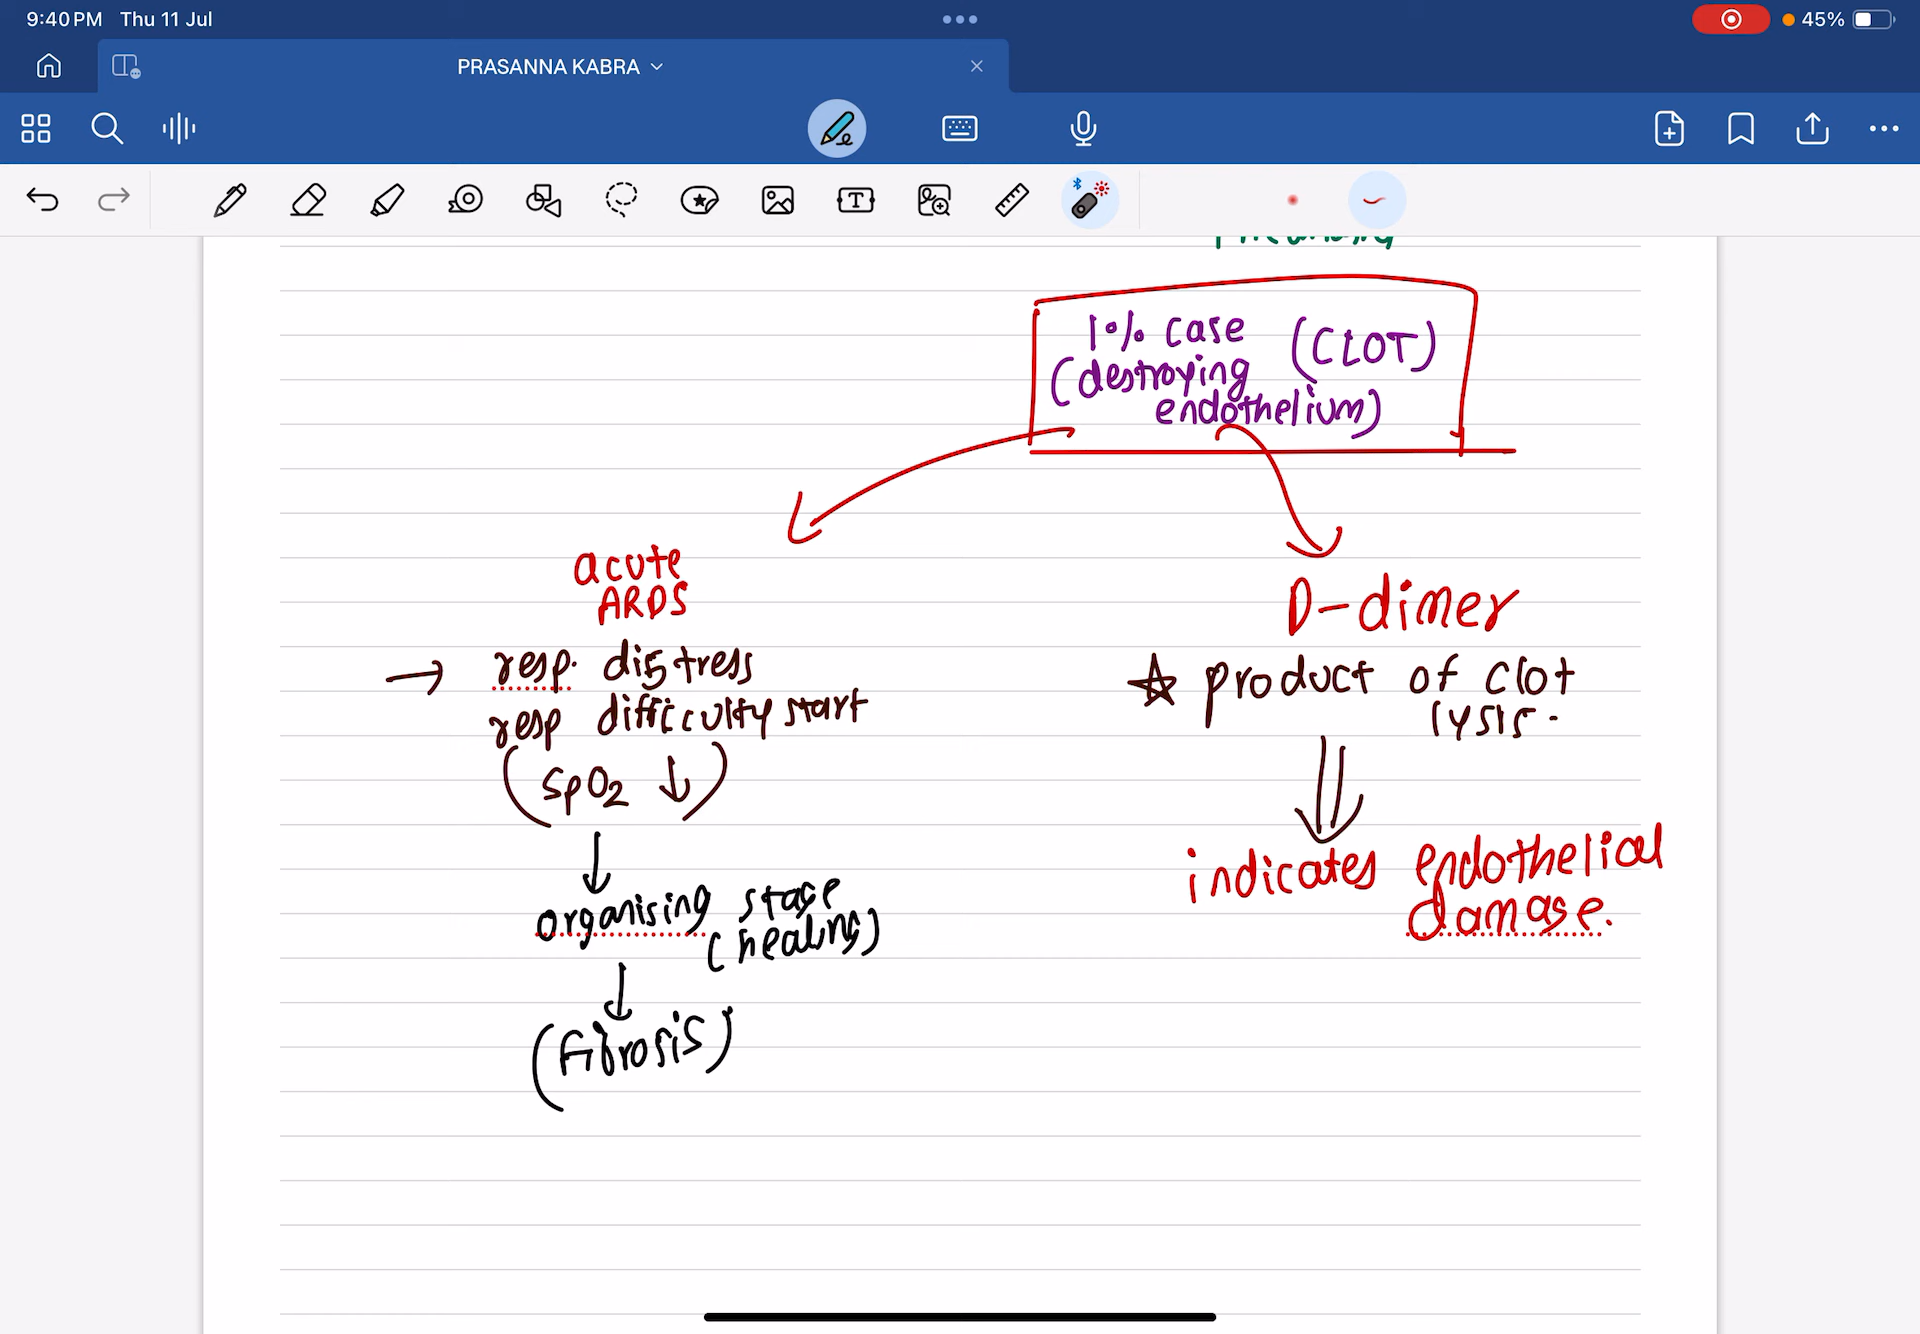 9:40 PM Thu 11 Jul
45%
PRASANNA KABRA
1% case (CLOT)
(destroying
endothelium)
acute
ARDS
→ resp. distress
resp difficulty start
(SpO2 ↓)
↓
organising stage
(healing)
↓
(Fibrosis)
D-dimer
☆ product of clot
lysis.
⇓
indicates endothelial
damage.